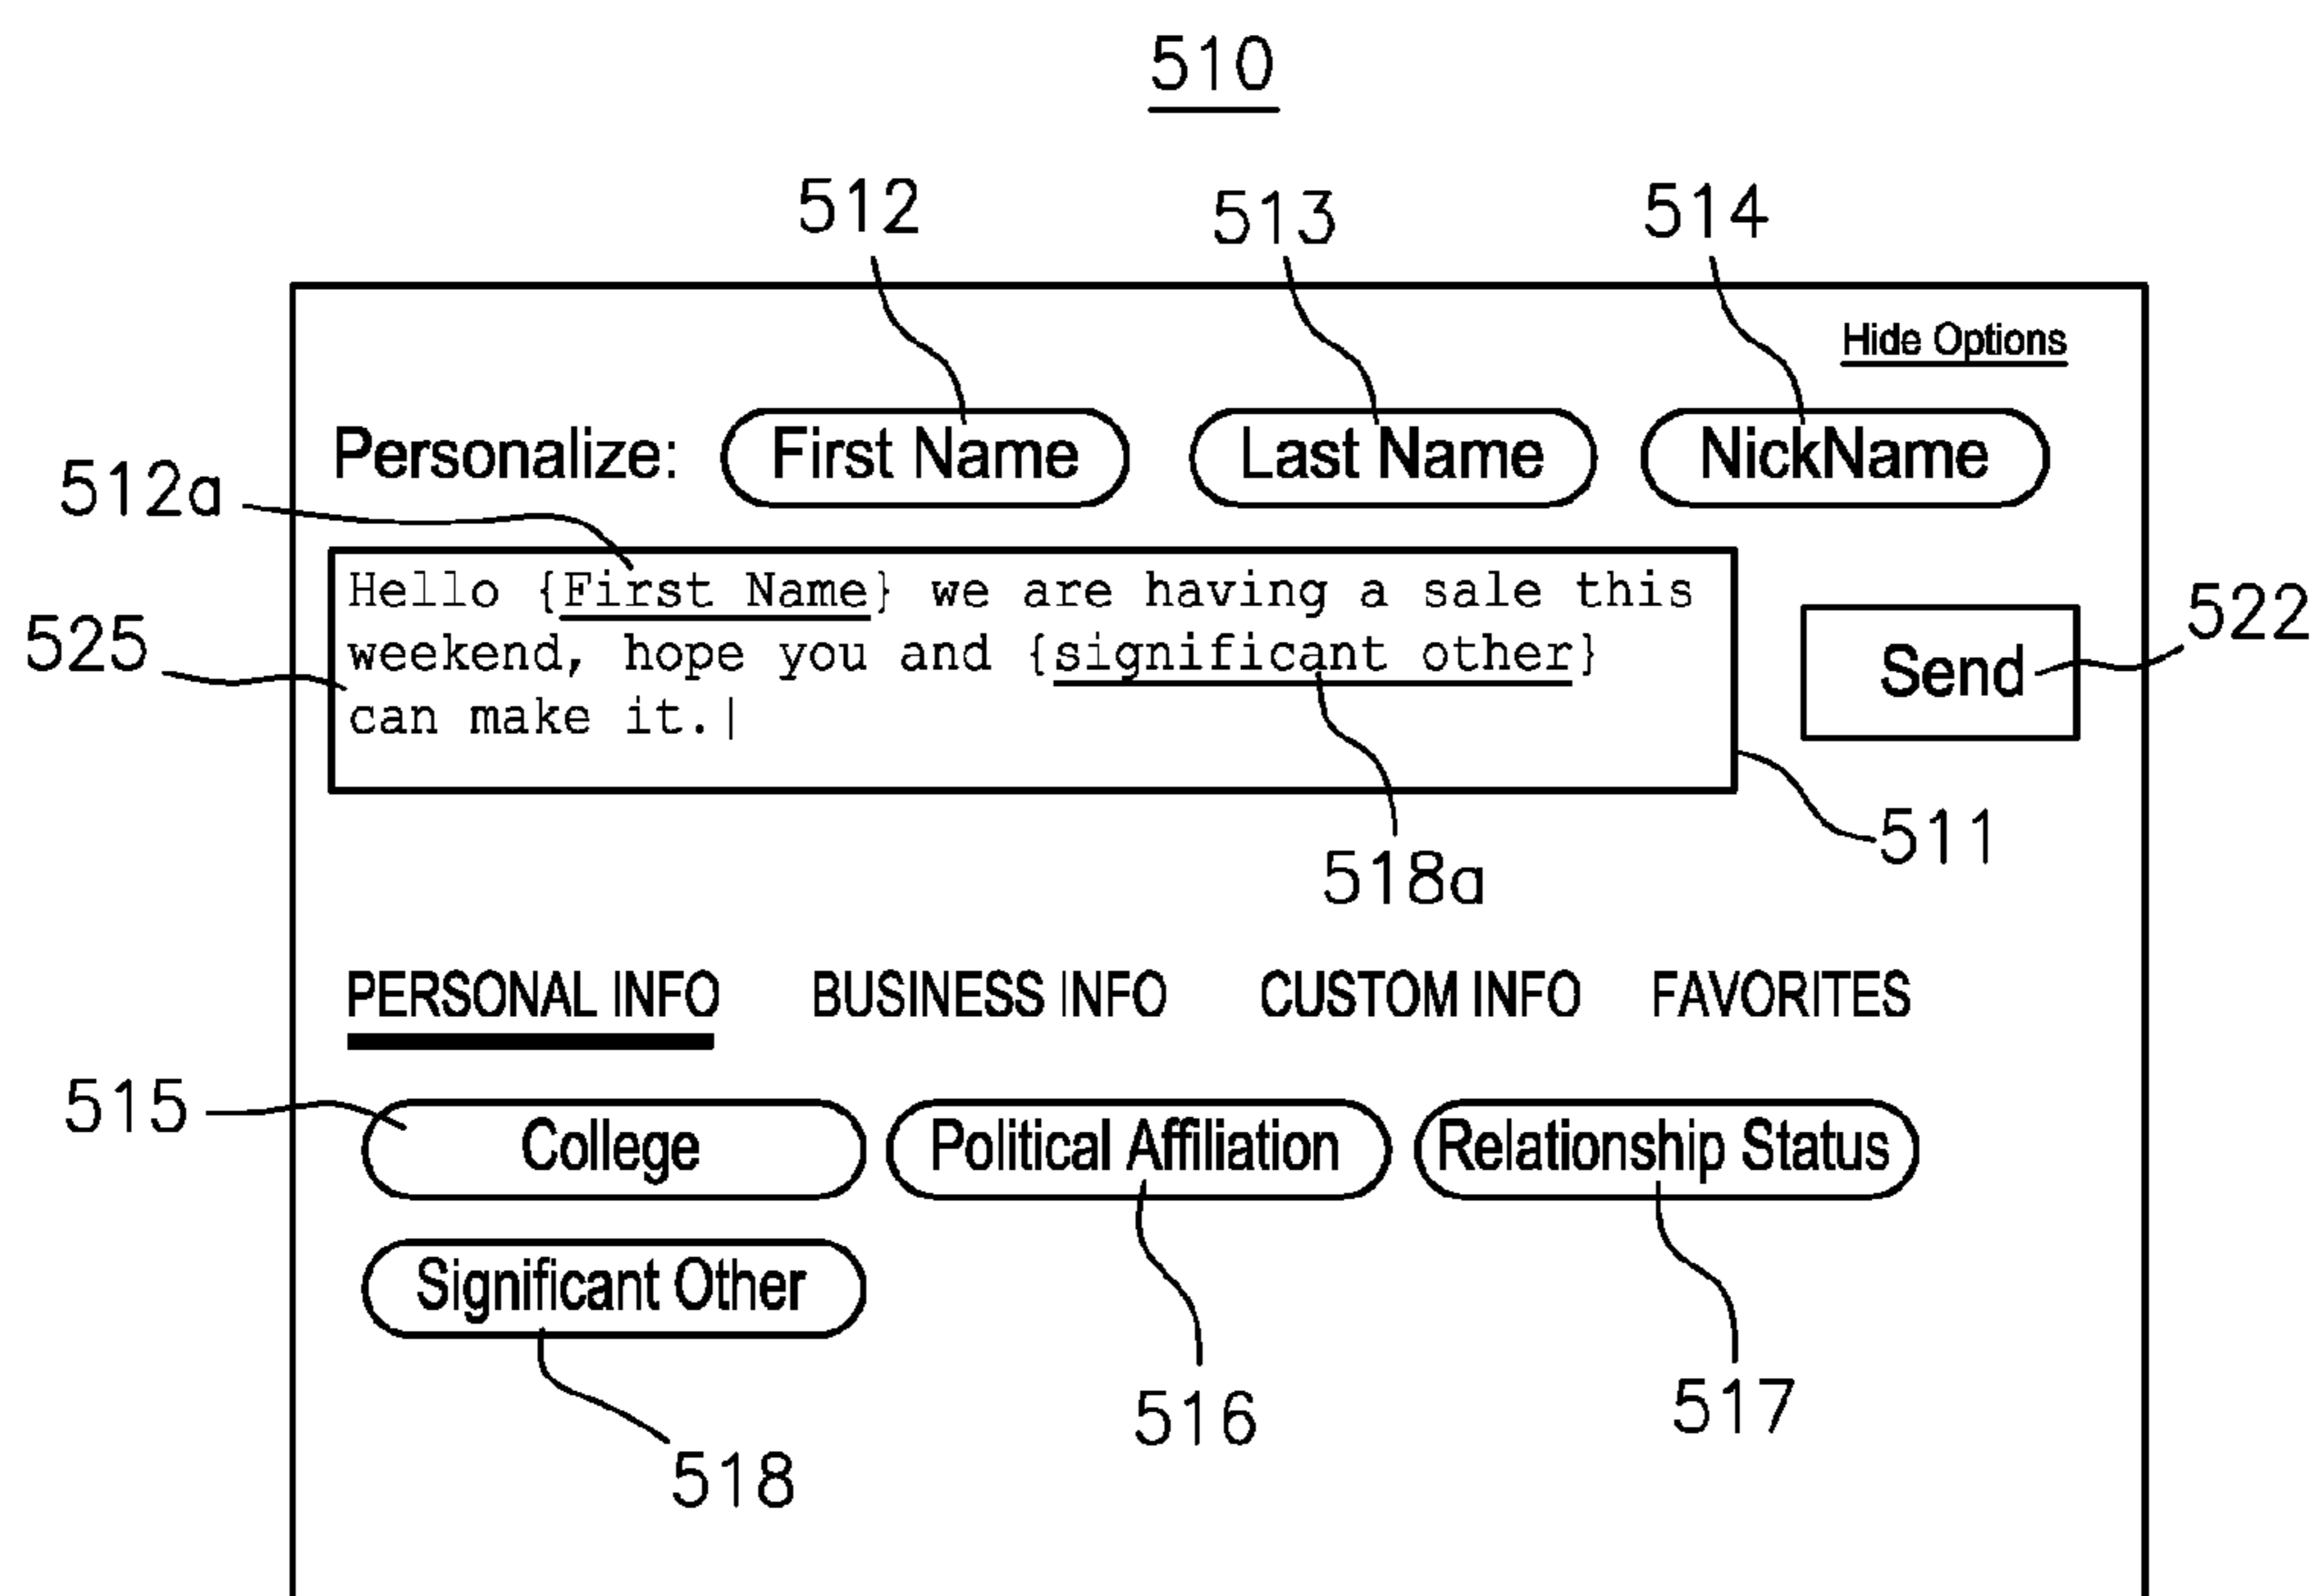 510
512 513 514
Hide Options
Personalize: First Name Last Name NickName
512a
Hello {First Name} we are having a sale this
weekend, hope you and {significant other}
can make it.|
525
Send
522
511
518a
PERSONAL INFO BUSINESS INFO CUSTOM INFO FAVORITES
515
College Political Affiliation Relationship Status
Significant Other
516 517
518